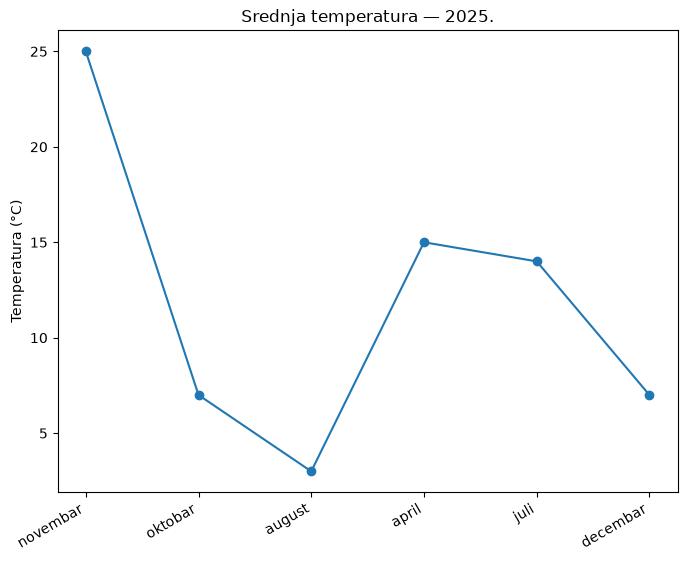 Srednja temperatura — 2025.
Temperatura (°C)
25
20
15
10
5
novembar
oktobar
august
april
juli
decembar